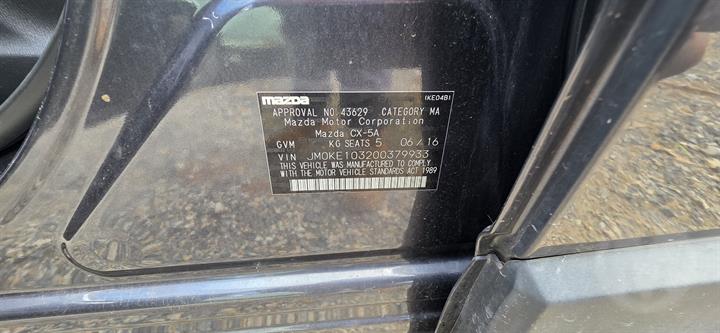 mazda 1KE04B1
APPROVAL NO. 43629 CATEGORY MA
Mazda Motor Corporation
Mazda CX-5A
GVM KG SEATS 5 06/16
VIN JM0KE103200379933
THIS VEHICLE WAS MANUFACTURED TO COMPLY
WITH THE MOTOR VEHICLE STANDARDS ACT 1989